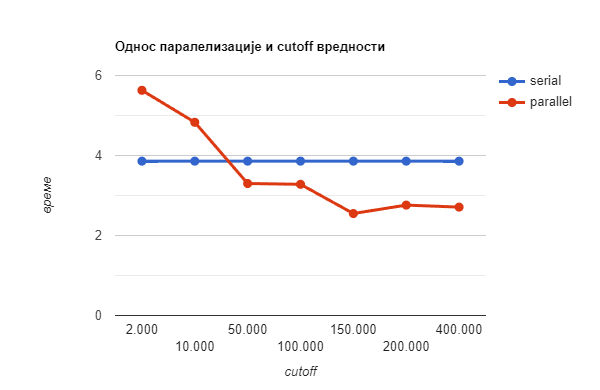 Однос паралелизације и cutoff вредности
6
4
2
0
време
serial
parallel
2.000 50.000 150.000 400.000
10.000 100.000 200.000
cutoff